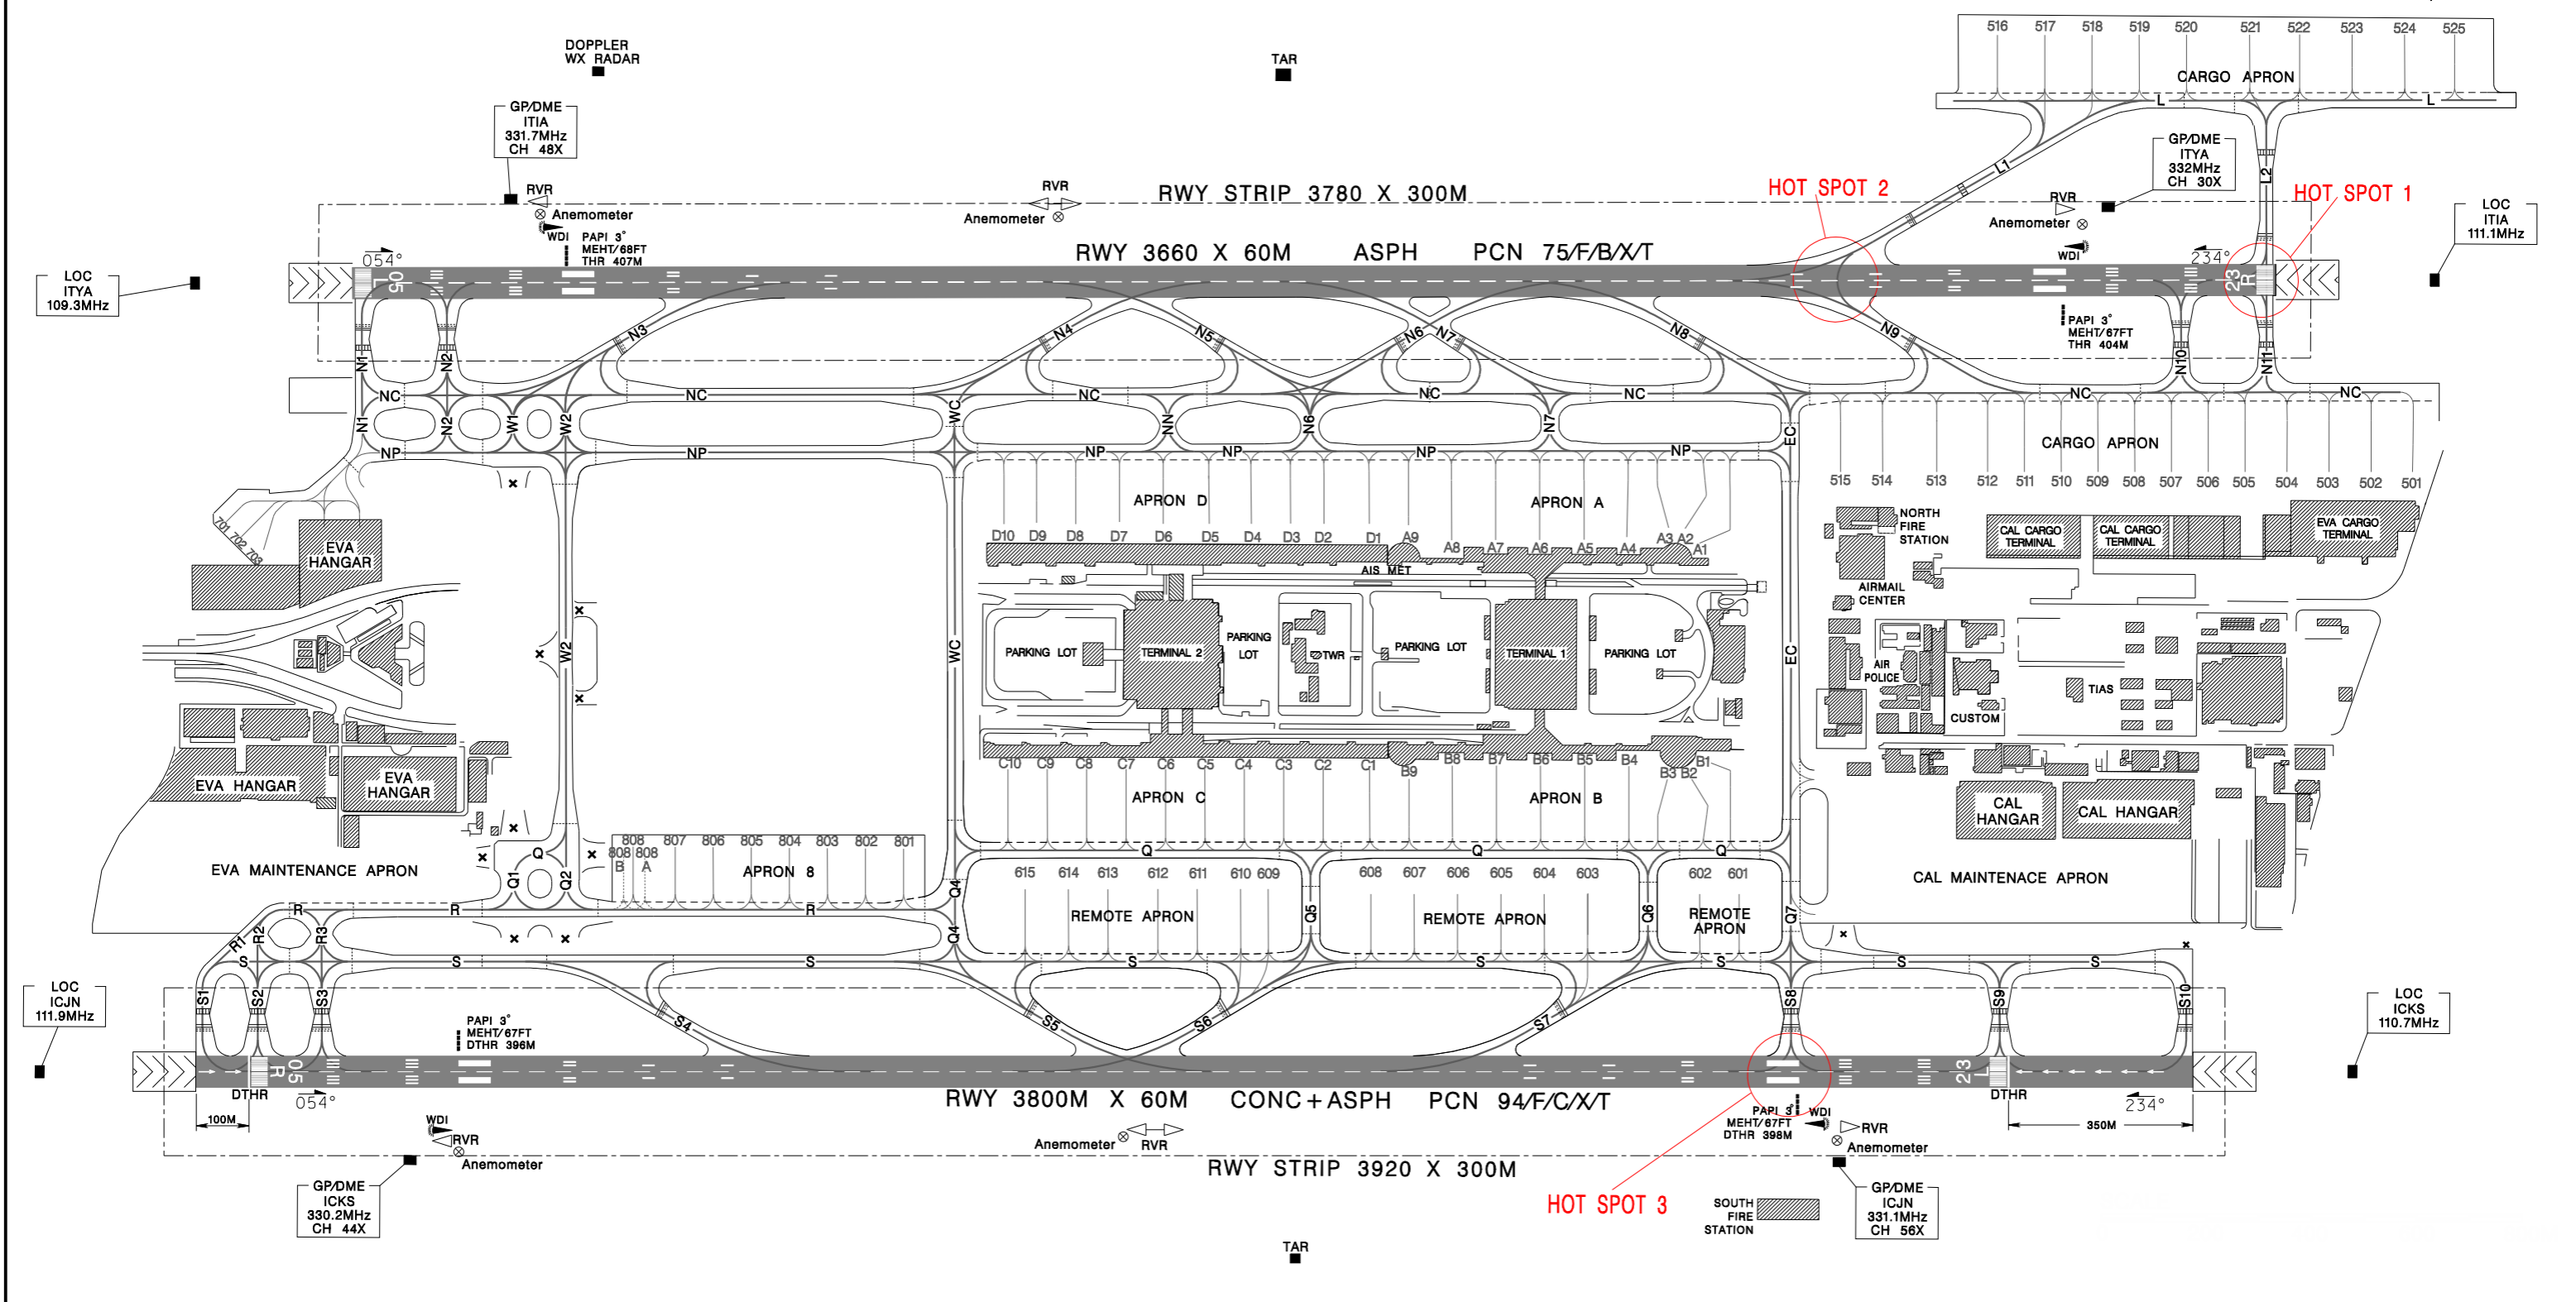 516 517 518 519 520 521 522 523 524 525
CARGO APRON
L L
DOPPLER
WX RADAR
TAR
GP/DME
ITIA
331.7MHz
CH 48X
GP/DME
ITYA
332MHz
CH 30X
L1
L2
HOT SPOT 2
HOT SPOT 1
RVR
Anemometer
WDI
PAPI 3°
MEHT/68FT
THR 407M
RVR
Anemometer
RWY STRIP 3780 X 300M
RVR
Anemometer
WDI
LOC
ITIA
111.1MHz
RWY 3660 X 60M ASPH PCN 75/F/B/X/T
LOC
ITYA
109.3MHz
054°
05
L
234°
23
R
PAPI 3°
MEHT/67FT
THR 404M
N1 N2 N3 N4 N5 N6 N7 N8 N9 N10 N11
NC NC NC NC NC NC NC
N1 N2 W1 W2 WC NN N6 N7 EC
NP NP NP NP NP
CARGO APRON
515 514 513 512 511 510 509 508 507 506 505 504 503 502 501
701
702
703
EVA
HANGAR
APRON D
APRON A
D10 D9 D8 D7 D6 D5 D4 D3 D2 D1 A9 A8 A7 A6 A5 A4 A3 A2 A1
AIS MET
NORTH
FIRE
STATION
CAL CARGO
TERMINAL
CAL CARGO
TERMINAL
EVA CARGO
TERMINAL
AIRMAIL
CENTER
W2
WC
PARKING LOT
TERMINAL 2
PARKING
LOT
TWR
PARKING LOT
TERMINAL 1
PARKING LOT
EC
AIR
POLICE
CUSTOM
TIAS
C10 C9 C8 C7 C6 C5 C4 C3 C2 C1 B9 B8 B7 B6 B5 B4 B3 B2 B1
APRON C
APRON B
EVA HANGAR
EVA
HANGAR
CAL
HANGAR
CAL HANGAR
EVA MAINTENANCE APRON
CAL MAINTENACE APRON
Q Q Q Q
808 807 806 805 804 803 802 801
808
B
808
A
APRON 8
Q1 Q2 Q4
615 614 613 612 611 610 609 608 607 606 605 604 603 602 601
REMOTE APRON
REMOTE APRON
REMOTE
APRON
Q5 Q6 Q7
R R R
R1 R2 R3 Q4
S S S S S S S S
S1 S2 S3 S4 S5 S6 S7 S8 S9 S10
LOC
ICJN
111.9MHz
PAPI 3°
MEHT/67FT
DTHR 396M
LOC
ICKS
110.7MHz
R
05
DTHR
054°
100M
23
L
DTHR
234°
350M
RWY 3800M X 60M CONC+ASPH PCN 94/F/C/X/T
WDI
RVR
Anemometer
Anemometer
RVR
PAPI 3°
MEHT/67FT
DTHR 398M
WDI
RVR
Anemometer
RWY STRIP 3920 X 300M
GP/DME
ICKS
330.2MHz
CH 44X
HOT SPOT 3
SOUTH
FIRE
STATION
GP/DME
ICJN
331.1MHz
CH 56X
TAR